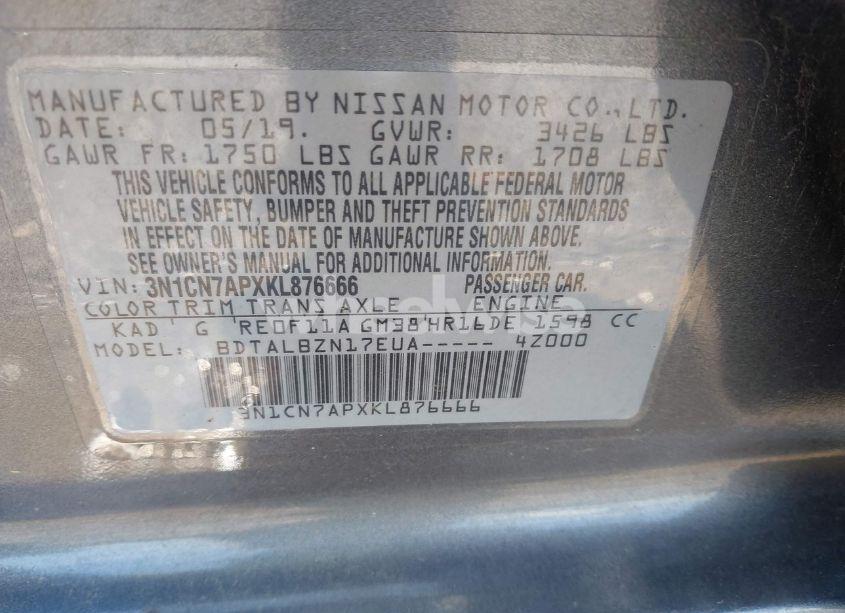 MANUFACTURED BY NISSAN MOTOR CO.,LTD.
DATE: 05/19. GVWR: 3426 LBS
GAWR FR: 1750 LBS GAWR RR: 1708 LBS
THIS VEHICLE CONFORMS TO ALL APPLICABLE FEDERAL MOTOR
VEHICLE SAFETY, BUMPER AND THEFT PREVENTION STANDARDS
IN EFFECT ON THE DATE OF MANUFACTURE SHOWN ABOVE.
SEE OWNER'S MANUAL FOR ADDITIONAL INFORMATION.
VIN: 3N1CN7APXKL876666 PASSENGER CAR.
COLOR TRIM TRANS AXLE ENGINE
KAD G RE0F11A GM38 HR16DE 1598 CC
MODEL: BDTALBZN17EUA----- 4Z000
3N1CN7APXKL876666